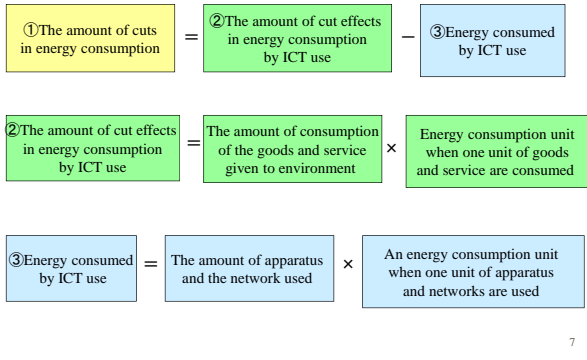 ①The amount of cuts
in energy consumption
=
②The amount of cut effects
in energy consumption
by ICT use
−
③Energy consumed
by ICT use
②The amount of cut effects
in energy consumption
by ICT use
=
The amount of consumption
of the goods and service
given to environment
×
Energy consumption unit
when one unit of goods
and service are consumed
③Energy consumed
by ICT use
=
The amount of apparatus
and the network used
×
An energy consumption unit
when one unit of apparatus
and networks are used
7